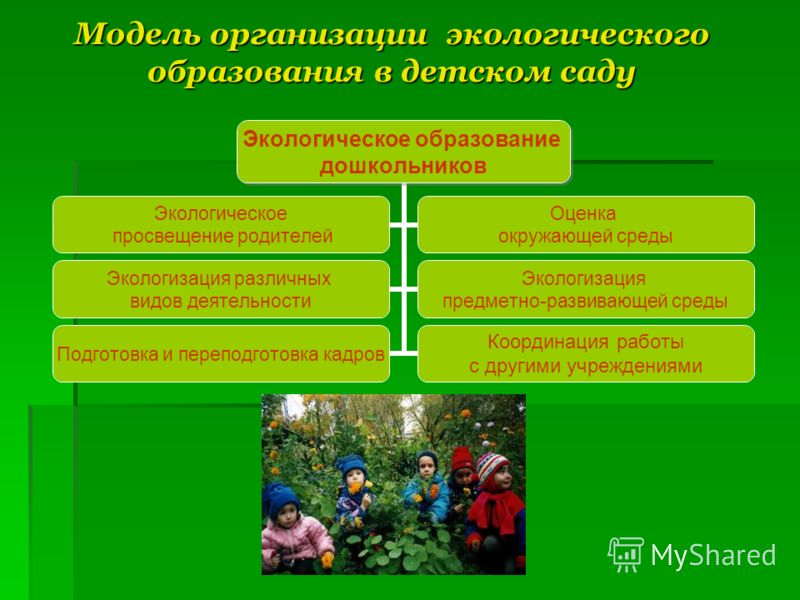 Модель организации экологического
образования в детском саду
Экологическое образование
дошкольников
Экологическое
просвещение родителей
Оценка
окружающей среды
Экологизация различных
видов деятельности
Экологизация
предметно-развивающей среды
Подготовка и переподготовка кадров
Координация работы
с другими учреждениями
MyShared